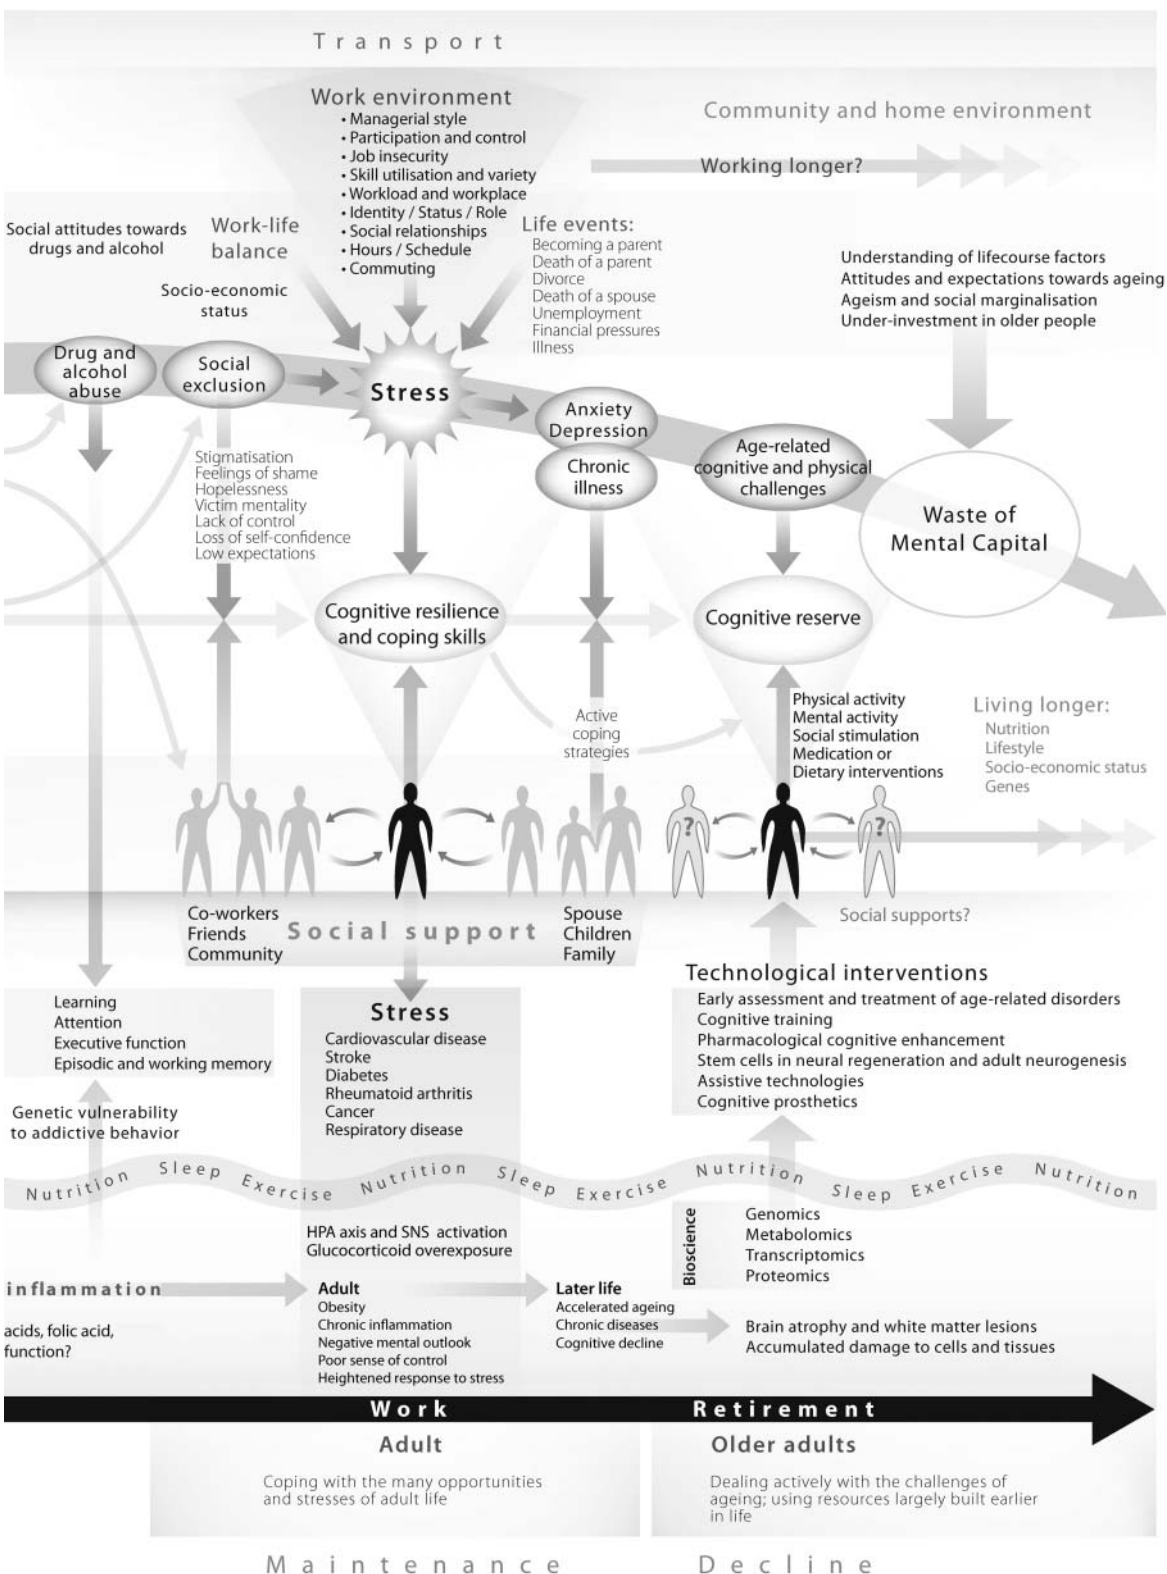 Transport
Work environment
• Managerial style
• Participation and control
• Job insecurity
• Skill utilisation and variety
• Workload and workplace
• Identity / Status / Role
• Social relationships
• Hours / Schedule
• Commuting
Community and home environment
Working longer?
Social attitudes towards
drugs and alcohol
Work-life
balance
Socio-economic
status
Life events:
Becoming a parent
Death of a parent
Divorce
Death of a spouse
Unemployment
Financial pressures
Illness
Understanding of lifecourse factors
Attitudes and expectations towards ageing
Ageism and social marginalisation
Under-investment in older people
Drug and
alcohol
abuse
Social
exclusion
Stress
Anxiety
Depression
Chronic
illness
Age-related
cognitive and physical
challenges
Waste of
Mental Capital
Stigmatisation
Feelings of shame
Hopelessness
Victim mentality
Lack of control
Loss of self-confidence
Low expectations
Cognitive resilience
and coping skills
Cognitive reserve
Active
coping
strategies
Physical activity
Mental activity
Social stimulation
Medication or
Dietary interventions
Living longer:
Nutrition
Lifestyle
Socio-economic status
Genes
?
?
Co-workers
Friends
Community
Social support
Spouse
Children
Family
Social supports?
Learning
Attention
Executive function
Episodic and working memory
Stress
Cardiovascular disease
Stroke
Diabetes
Rheumatoid arthritis
Cancer
Respiratory disease
Technological interventions
Early assessment and treatment of age-related disorders
Cognitive training
Pharmacological cognitive enhancement
Stem cells in neural regeneration and adult neurogenesis
Assistive technologies
Cognitive prosthetics
Genetic vulnerability
to addictive behavior
Nutrition Sleep Exercise Nutrition Sleep Exercise Nutrition Sleep Exercise Nutrition
HPA axis and SNS activation
Glucocorticoid overexposure
Bioscience
Genomics
Metabolomics
Transcriptomics
Proteomics
inflammation
acids, folic acid,
function?
Adult
Obesity
Chronic inflammation
Negative mental outlook
Poor sense of control
Heightened response to stress
Later life
Accelerated ageing
Chronic diseases
Cognitive decline
Brain atrophy and white matter lesions
Accumulated damage to cells and tissues
Work
Retirement
Adult
Coping with the many opportunities
and stresses of adult life
Older adults
Dealing actively with the challenges of
ageing; using resources largely built earlier
in life
Maintenance
Decline